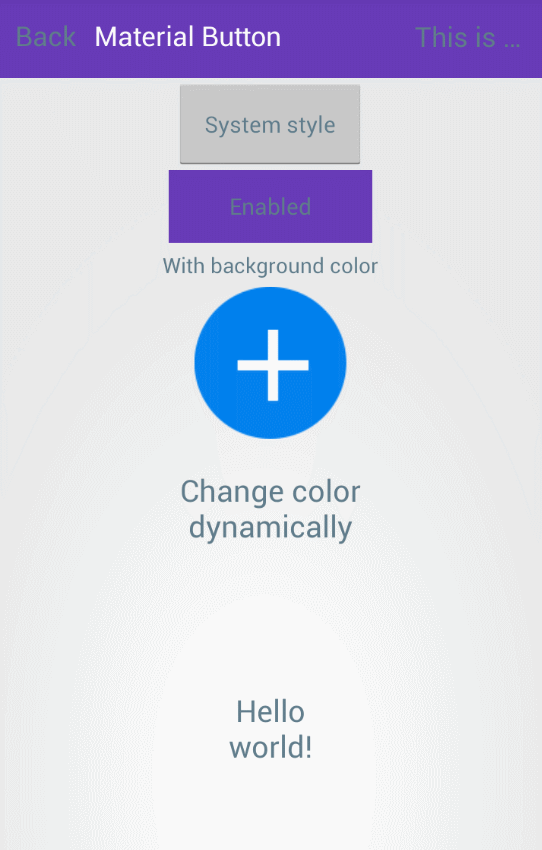 Back Material Button This is ...
System style
Enabled
With background color
Change color
dynamically
Hello
world!